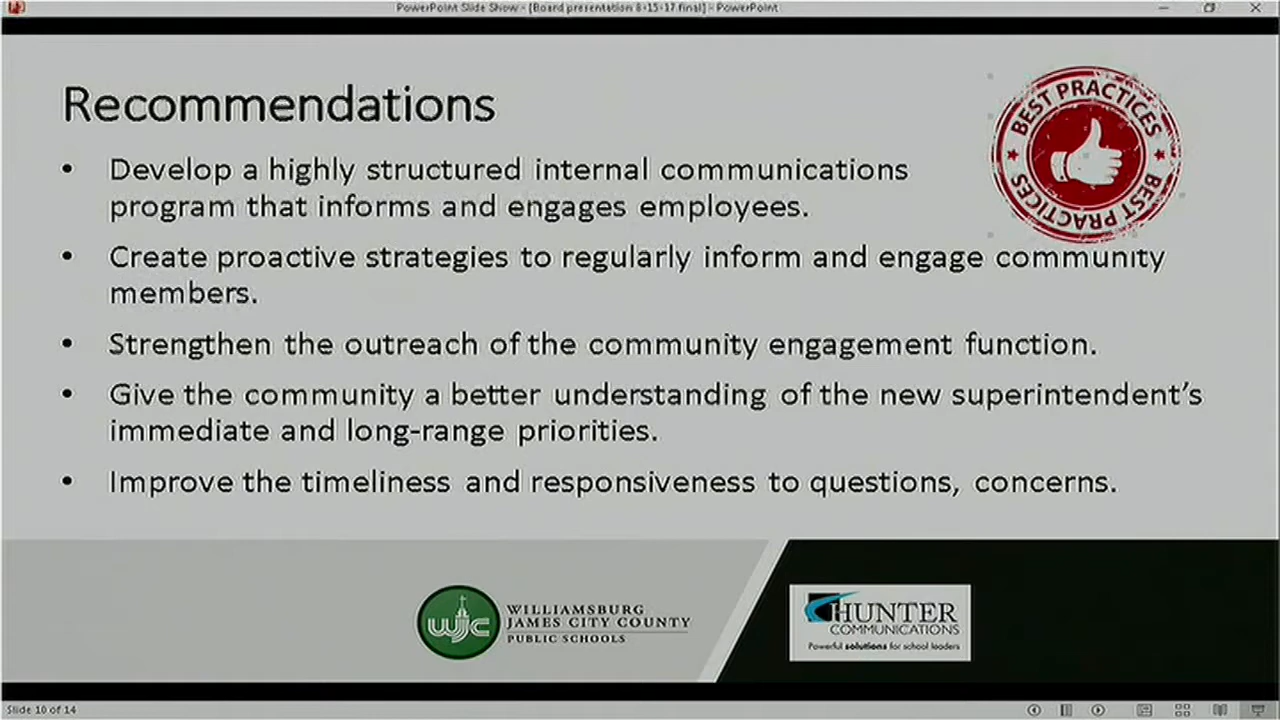 PowerPoint Slide Show - [Board presentation 8-15-17 final] - PowerPoint
Recommendations
BEST PRACTICES
BEST PRACTICES
• Develop a highly structured internal communications
program that informs and engages employees.
• Create proactive strategies to regularly inform and engage community
members.
• Strengthen the outreach of the community engagement function.
• Give the community a better understanding of the new superintendent’s
immediate and long-range priorities.
• Improve the timeliness and responsiveness to questions, concerns.
WJC
WILLIAMSBURG
JAMES CITY COUNTY
PUBLIC SCHOOLS
HUNTER
COMMUNICATIONS
Powerful solutions for school leaders
Slide 10 of 14